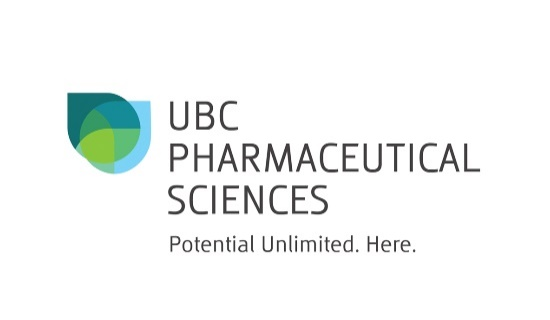 UBC
PHARMACEUTICAL
SCIENCES
Potential Unlimited. Here.